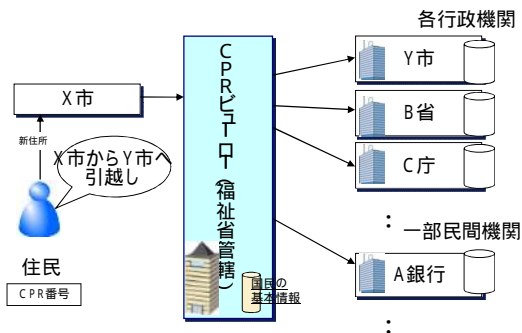 各行政機関
X市
新住所
X市からY市へ
引越し
住民
CPR番号
CPRビューロー(福祉省管轄)
国民の
基本情報
Y市
B省
C庁
:
一部民間機関
A銀行
: